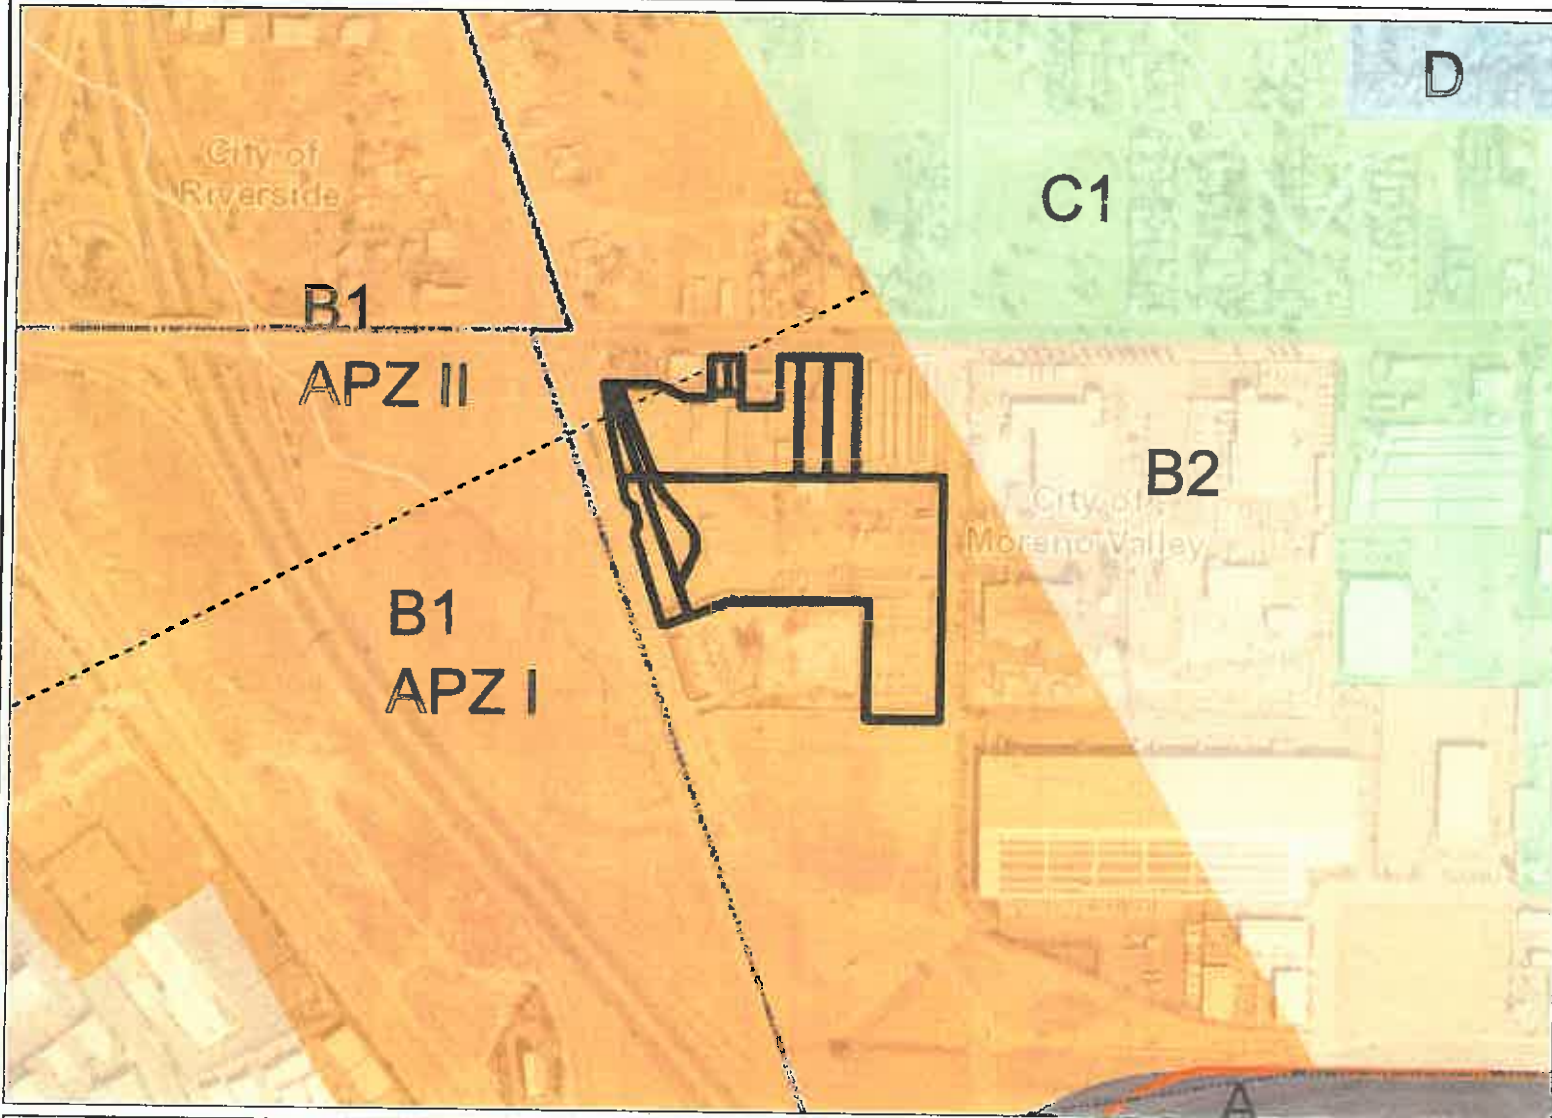 D
City of
Riverside
C1
B1
APZ II
B2
City of
Moreno Valley
B1
APZ I
A